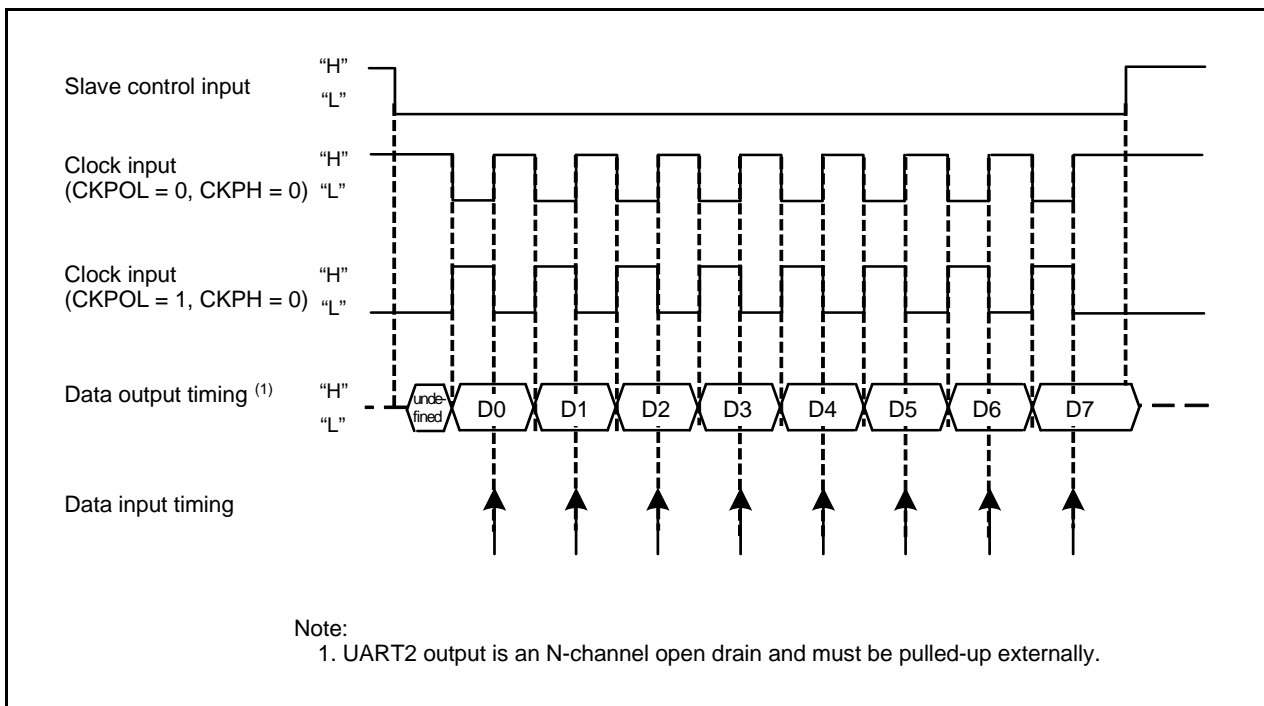 Slave control input
“H”
“L”
Clock input
(CKPOL = 0, CKPH = 0)
“H”
“L”
Clock input
(CKPOL = 1, CKPH = 0)
“H”
“L”
Data output timing (1)
“H”
“L”
unde-
fined
D0 D1 D2 D3 D4 D5 D6 D7
Data input timing
Note:
1. UART2 output is an N-channel open drain and must be pulled-up externally.